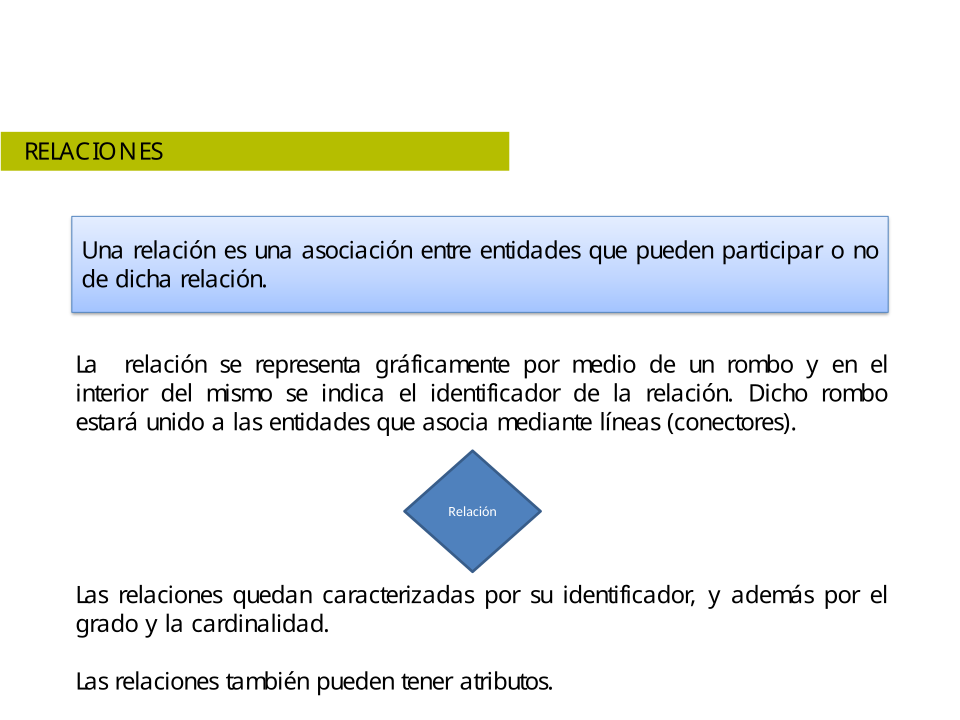 RELACIONES
Una relación es una asociación entre entidades que pueden participar o no
de dicha relación.
La relación se representa gráficamente por medio de un rombo y en el
interior del mismo se indica el identificador de la relación. Dicho rombo
estará unido a las entidades que asocia mediante líneas (conectores).
Relación
Las relaciones quedan caracterizadas por su identificador, y además por el
grado y la cardinalidad.
Las relaciones también pueden tener atributos.